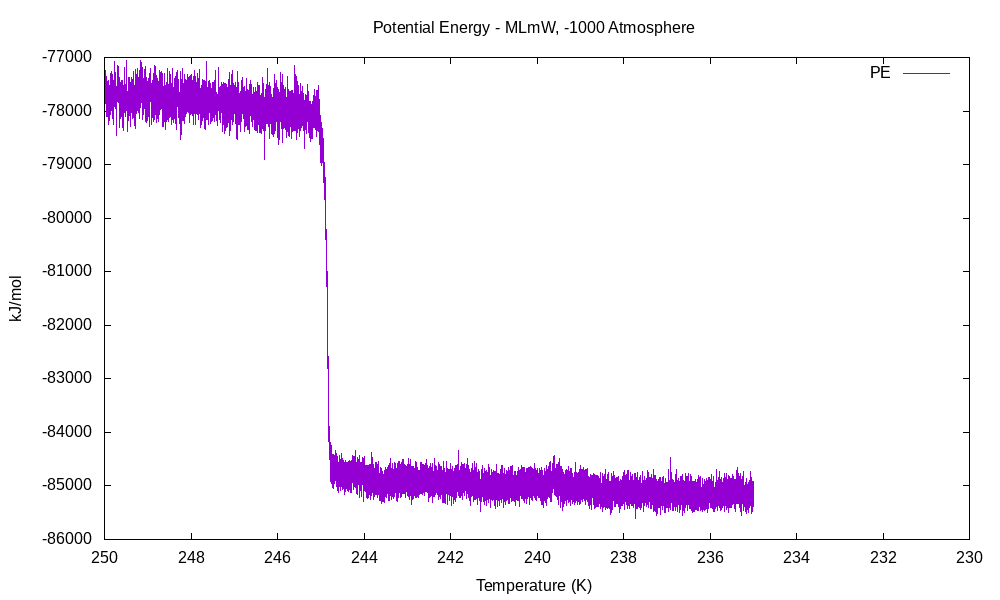 Potential Energy - MLmW, -1000 Atmosphere
PE
-77000
-78000
-79000
-80000
-81000
-82000
-83000
-84000
-85000
-86000
kJ/mol
250 248 246 244 242 240 238 236 234 232 230
Temperature (K)